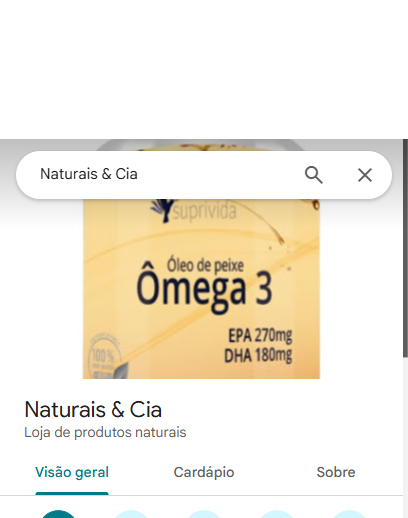 Naturais & Cia
suprivida
Óleo de peixe
Ômega 3
EPA 270mg
DHA 180mg
100%
Naturais & Cia
Loja de produtos naturais
Visão geral
Cardápio
Sobre